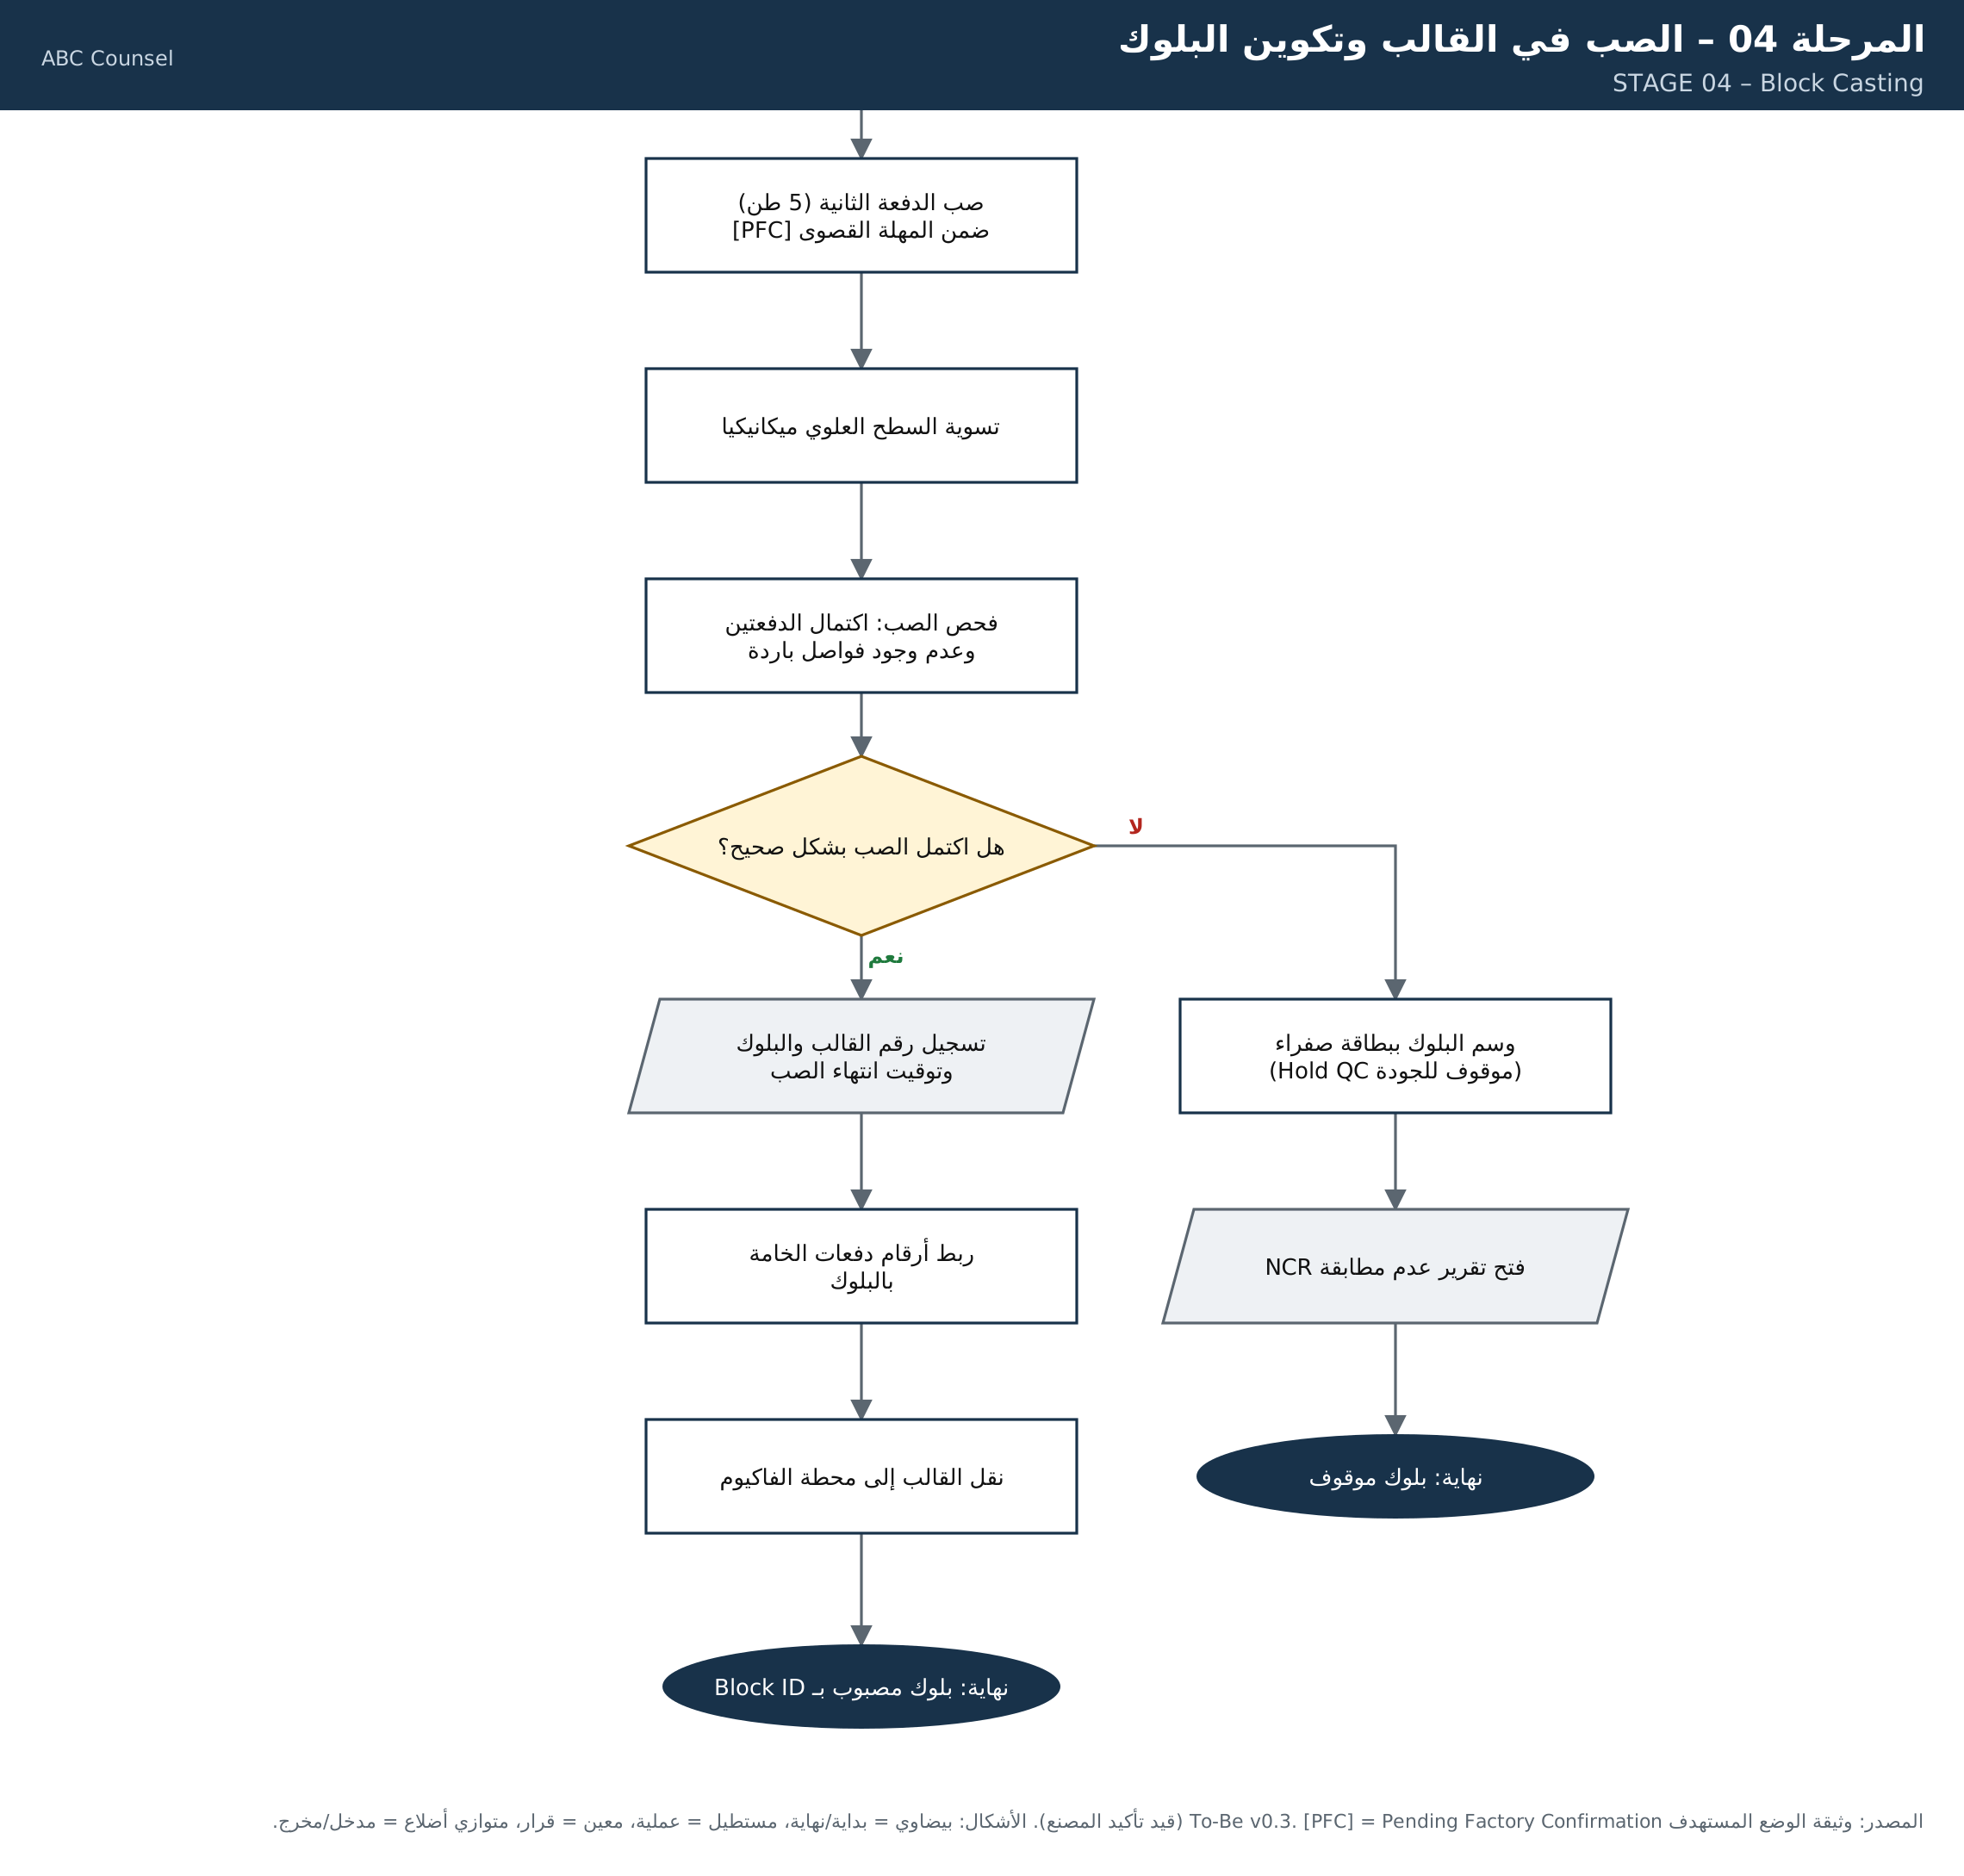 المرحلة 04 – الصب في القالب وتكوين البلوك
STAGE 04 – Block Casting
ABC Counsel
صب الدفعة الثانية (5 طن)
ضمن المهلة القصوى [PFC]
تسوية السطح العلوي ميكانيكيا
فحص الصب: اكتمال الدفعتين
وعدم وجود فواصل باردة
هل اكتمل الصب بشكل صحيح؟
لا
نعم
وسم البلوك ببطاقة صفراء
(موقوف للجودة Hold QC)
تسجيل رقم القالب والبلوك
وتوقيت انتهاء الصب
فتح تقرير عدم مطابقة NCR
ربط أرقام دفعات الخامة
بالبلوك
نهاية: بلوك موقوف
نقل القالب إلى محطة الفاكيوم
نهاية: بلوك مصبوب بـ Block ID
المصدر: وثيقة الوضع المستهدف To-Be v0.3. [PFC] = Pending Factory Confirmation (قيد تأكيد المصنع). الأشكال: بيضاوي = بداية/نهاية، مستطيل = عملية، معين = قرار، متوازي أضلاع = مدخل/مخرج.